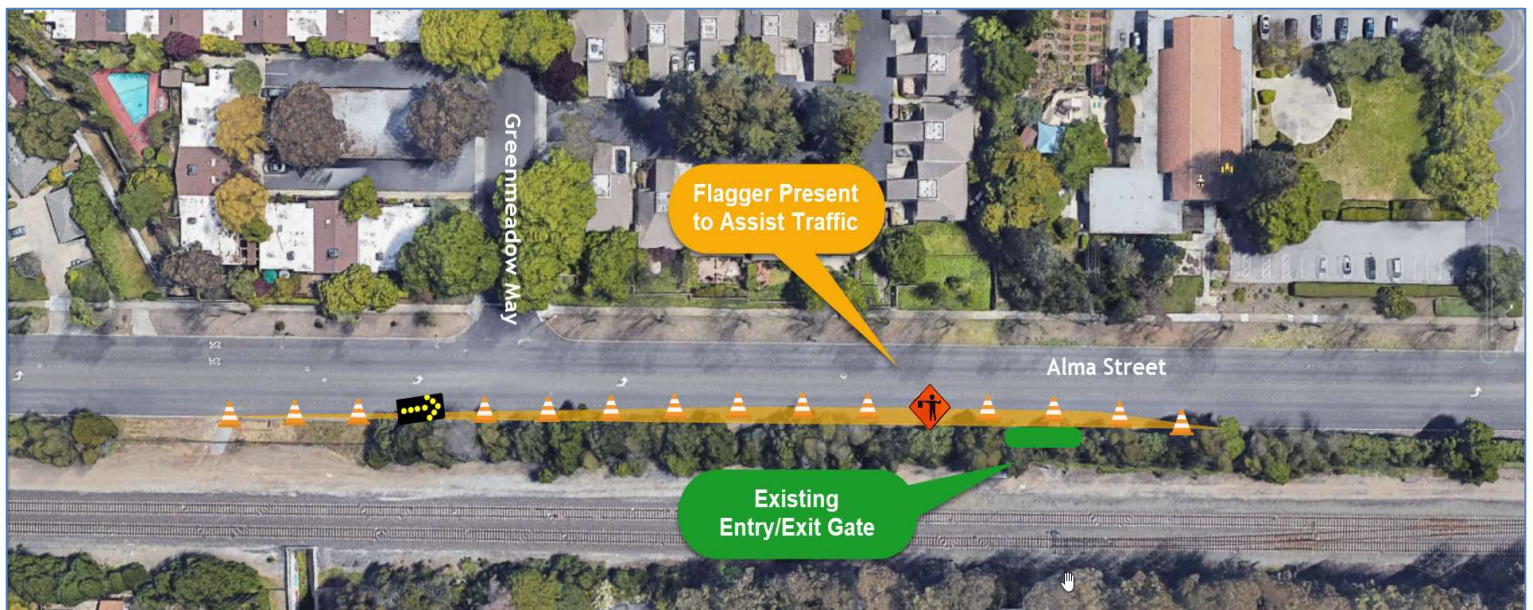 Greenmeadow May
Flagger Present
to Assist Traffic
Alma Street
Existing
Entry/Exit Gate